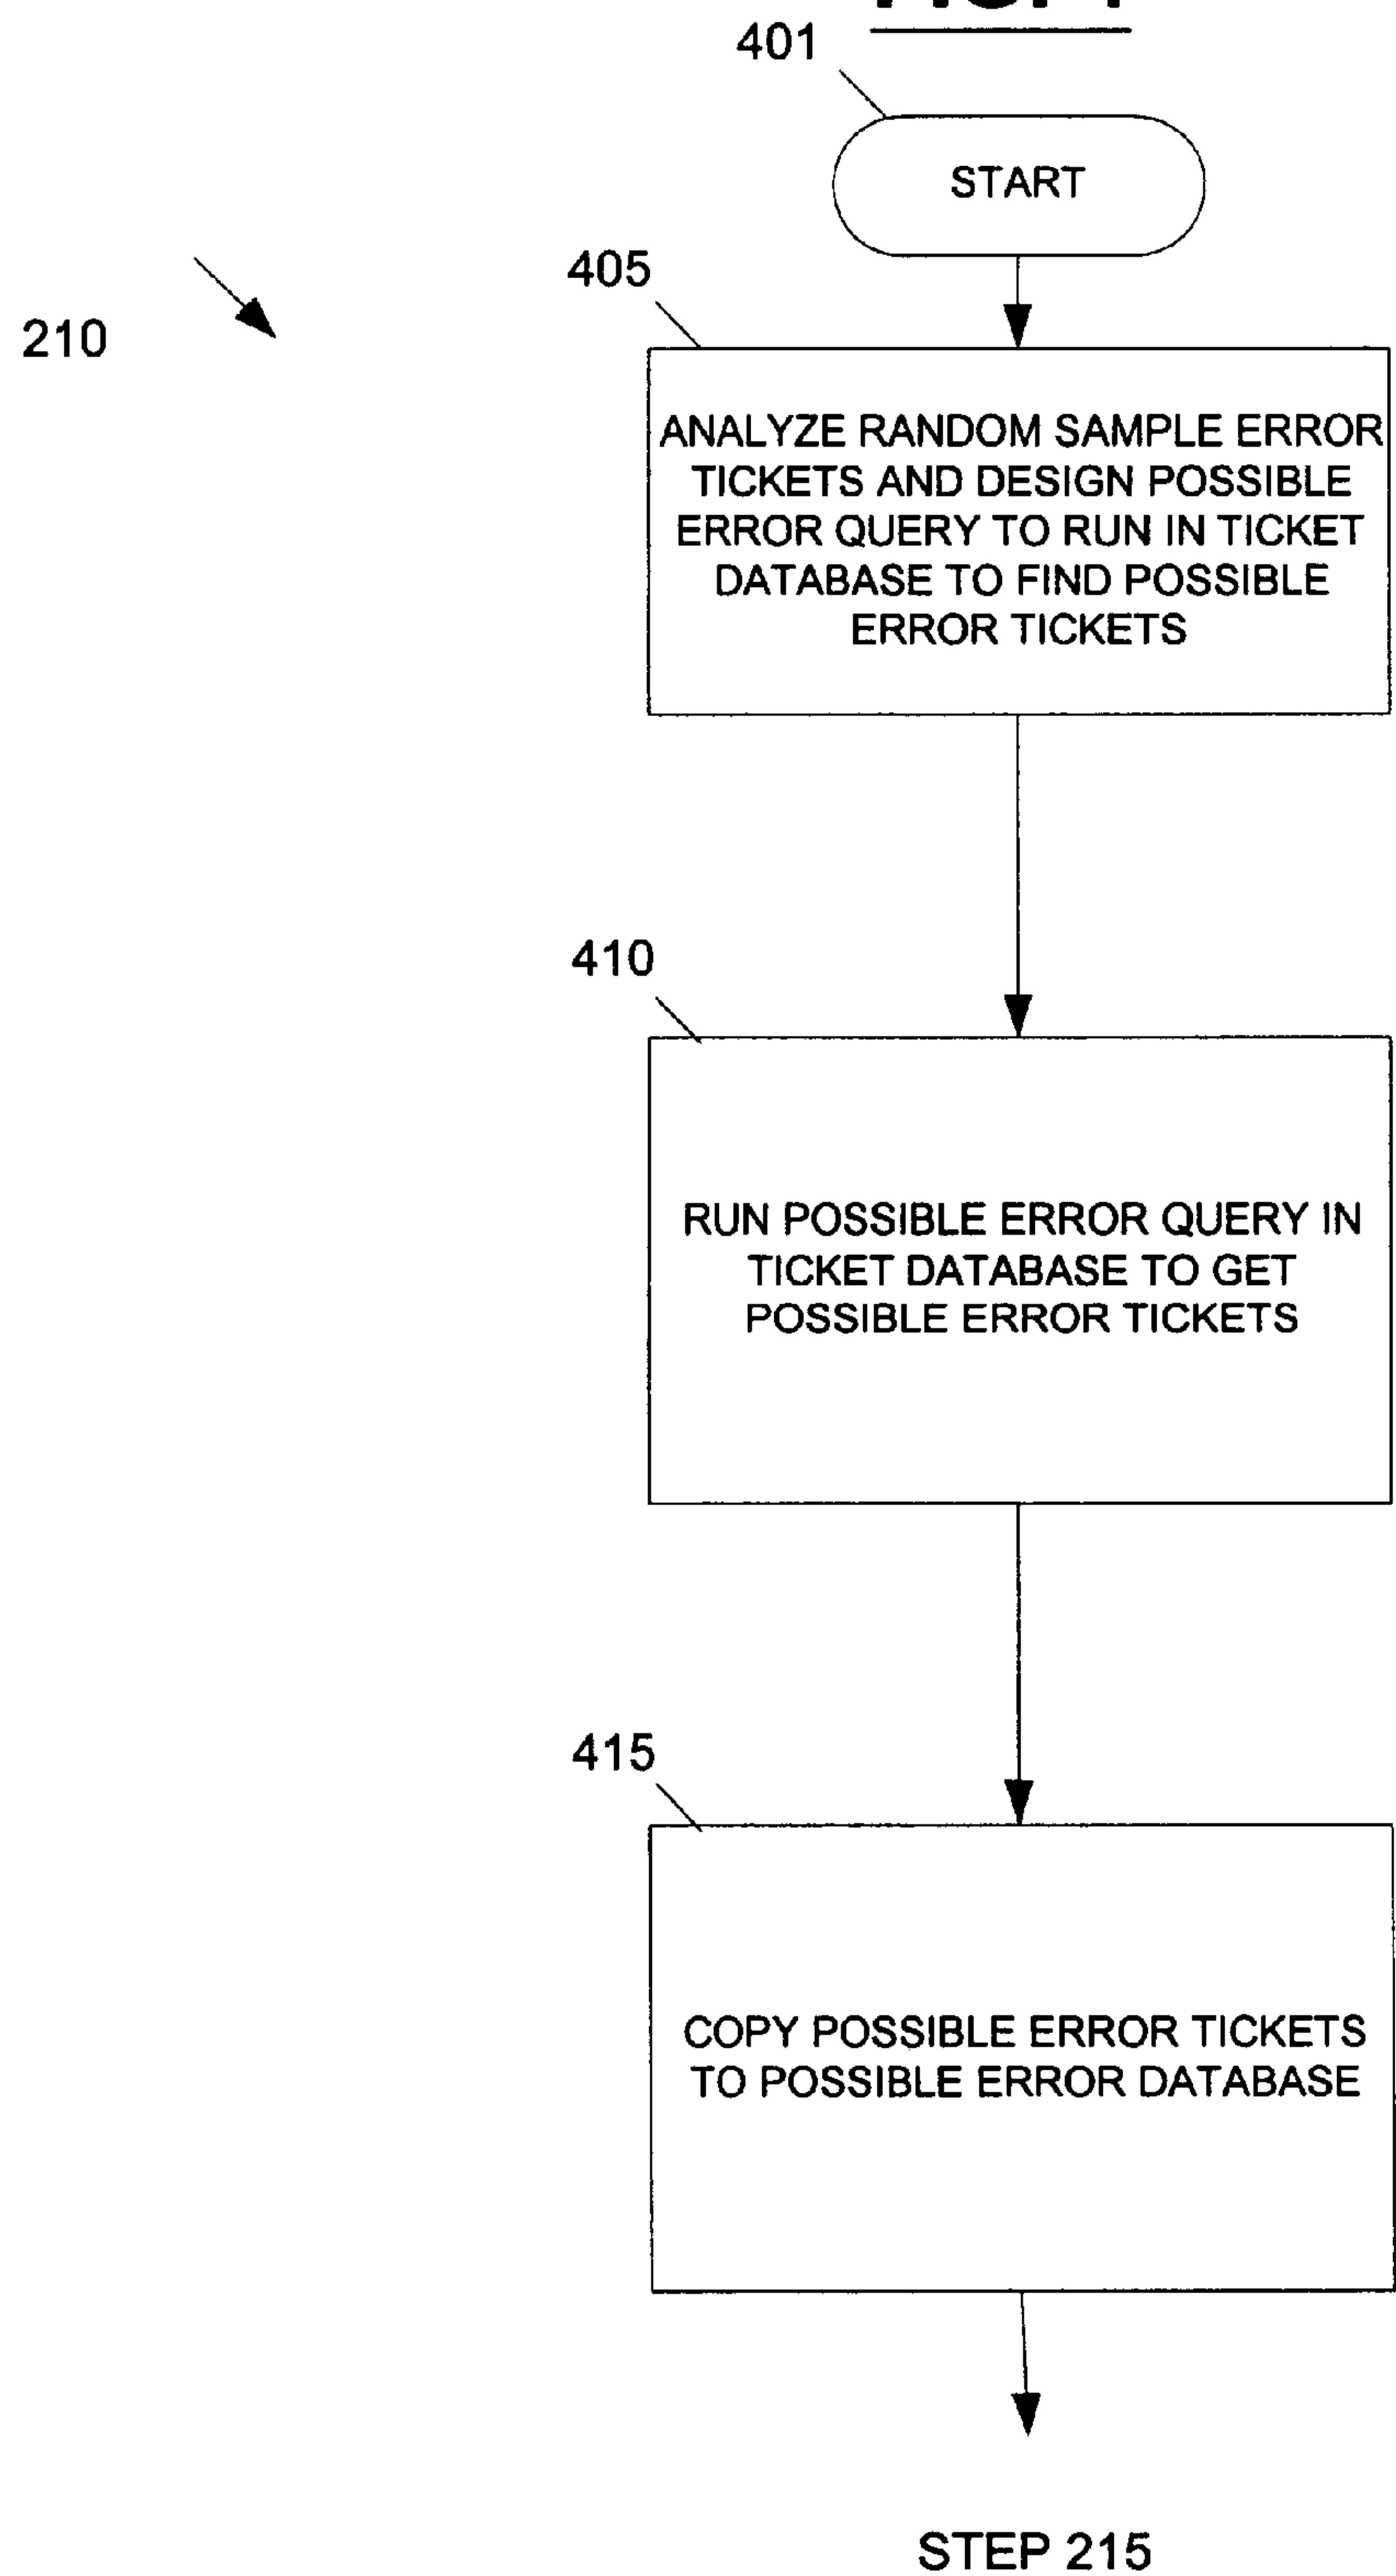 401
START
405
210
ANALYZE RANDOM SAMPLE ERROR
TICKETS AND DESIGN POSSIBLE
ERROR QUERY TO RUN IN TICKET
DATABASE TO FIND POSSIBLE
ERROR TICKETS
410
RUN POSSIBLE ERROR QUERY IN
TICKET DATABASE TO GET
POSSIBLE ERROR TICKETS
415
COPY POSSIBLE ERROR TICKETS
TO POSSIBLE ERROR DATABASE
STEP 215